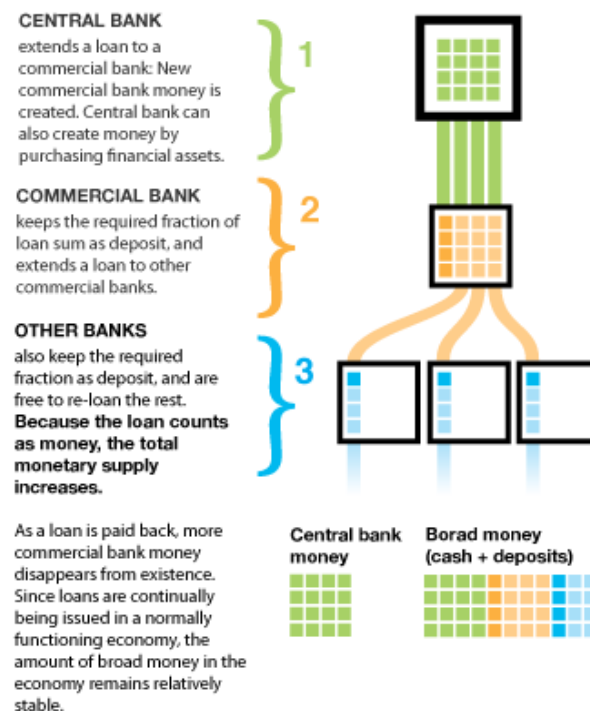 CENTRAL BANK
extends a loan to a
commercial bank: New
commercial bank money is
created. Central bank can
also create money by
purchasing financial assets.
1
COMMERCIAL BANK
keeps the required fraction of
loan sum as deposit, and
extends a loan to other
commercial banks.
2
OTHER BANKS
also keep the required
fraction as deposit, and are
free to re-loan the rest.
Because the loan counts
as money, the total
monetary supply
increases.
3
As a loan is paid back, more
commercial bank money
disappears from existence.
Since loans are continually
being issued in a normally
functioning economy, the
amount of broad money in the
economy remains relatively
stable.
Central bank
money
Borad money
(cash + deposits)